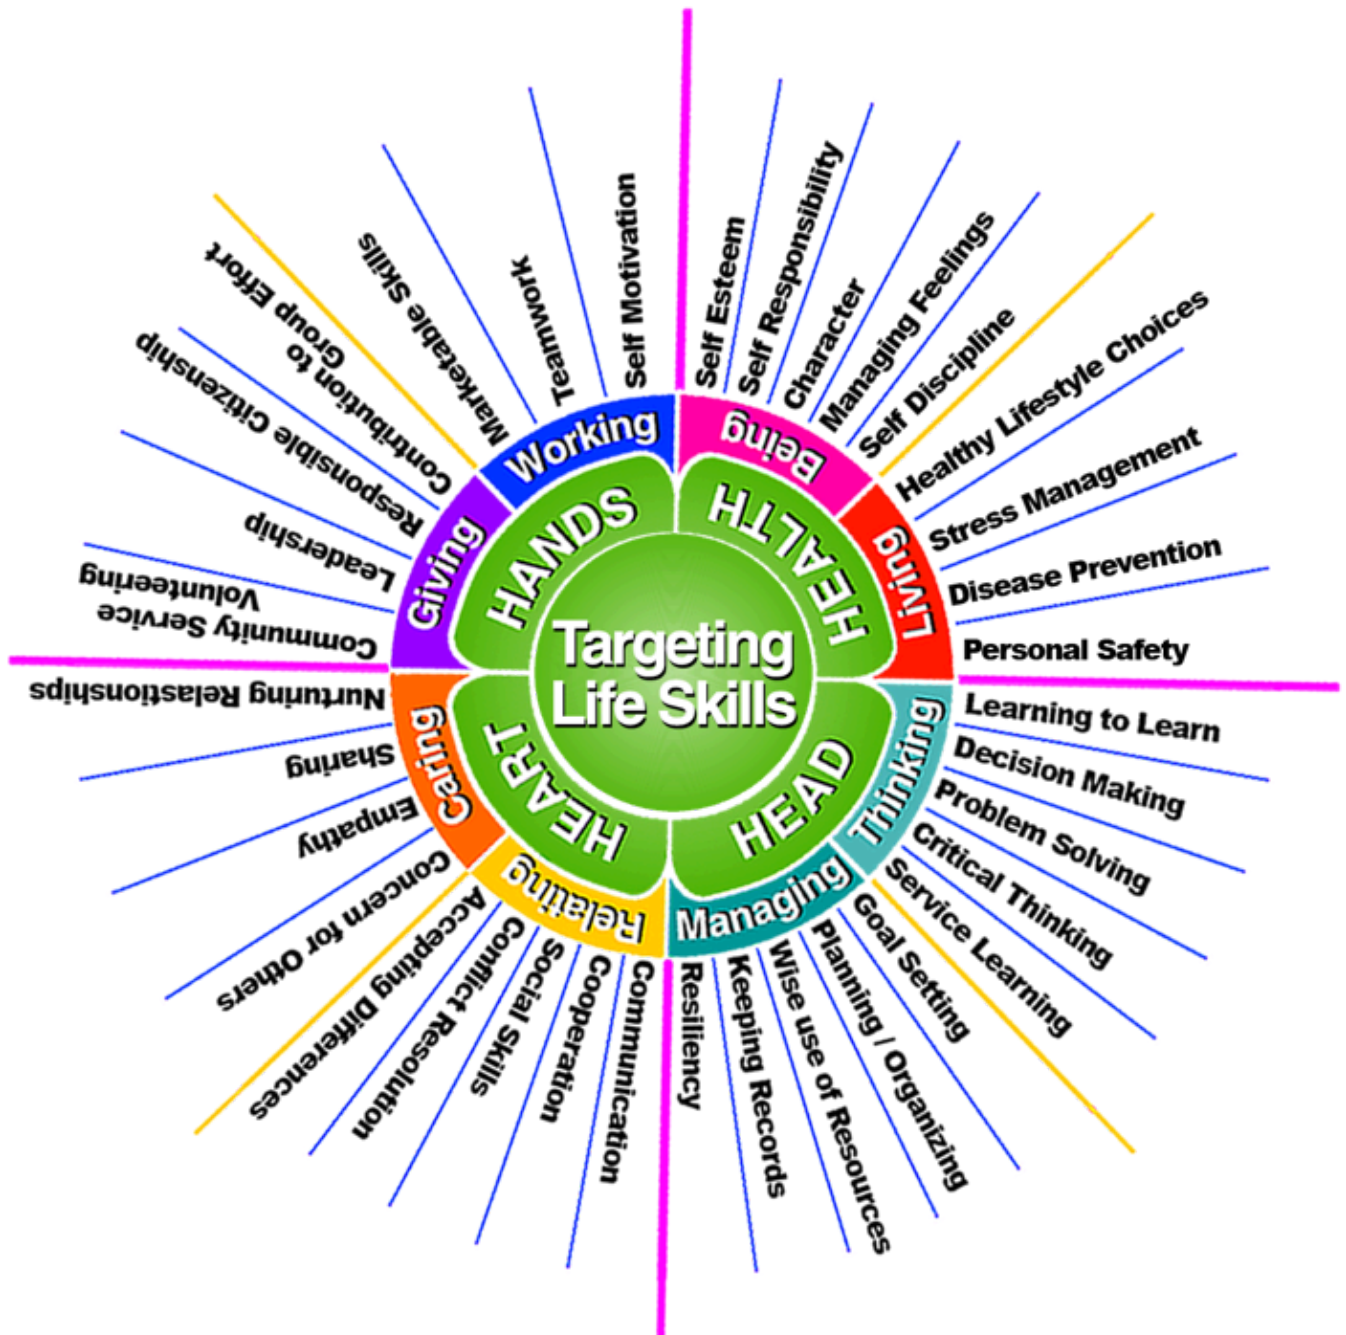 Targeting
Life Skills
HEALTH
Being
Self Esteem
Self Responsibility
Character
Managing Feelings
Self Discipline
Living
Healthy Lifestyle Choices
Stress Management
Disease Prevention
Personal Safety
HEAD
Thinking
Learning to Learn
Decision Making
Problem Solving
Critical Thinking
Service Learning
Managing
Goal Setting
Planning / Organizing
Wise use of Resources
Keeping Records
Resiliency
HEART
Relating
Communication
Cooperation
Social Skills
Conflict Resolution
Accepting Differences
Caring
Concern for Others
Empathy
Sharing
Nurturing Relastionships
HANDS
Giving
Community Service
Volunteering
Leadership
Responsible Citizenship
Contribution to
Group Effort
Working
Marketable Skills
Teamwork
Self Motivation